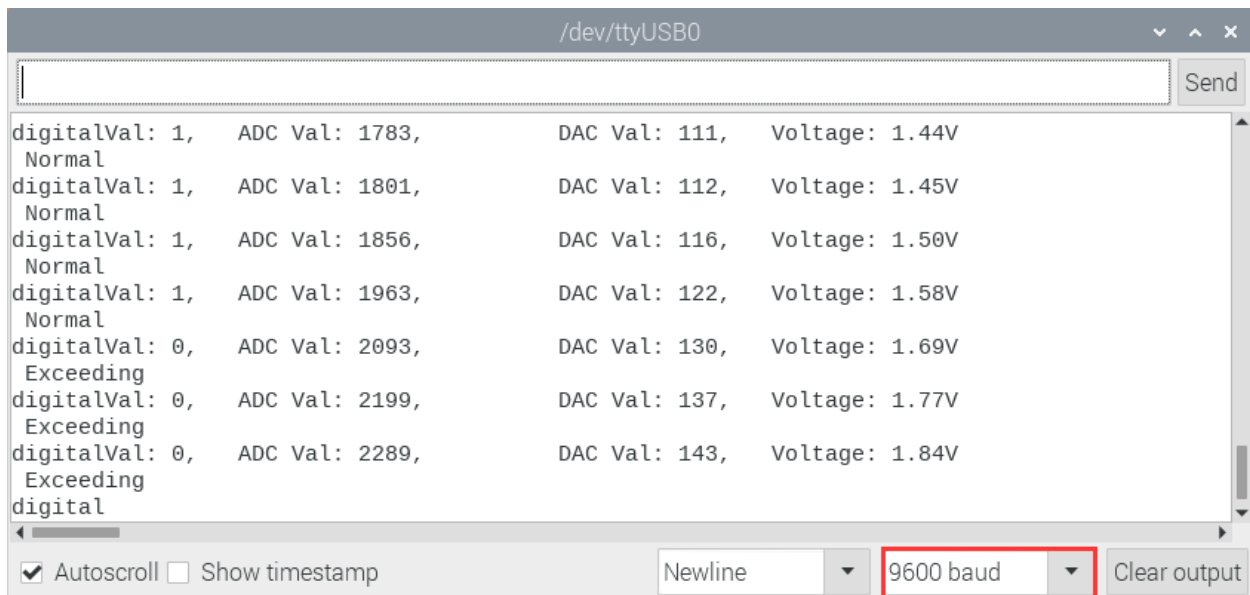 /dev/ttyUSB0
Send
digitalVal: 1, ADC Val: 1783, DAC Val: 111, Voltage: 1.44V
Normal
digitalVal: 1, ADC Val: 1801, DAC Val: 112, Voltage: 1.45V
Normal
digitalVal: 1, ADC Val: 1856, DAC Val: 116, Voltage: 1.50V
Normal
digitalVal: 1, ADC Val: 1963, DAC Val: 122, Voltage: 1.58V
Normal
digitalVal: 0, ADC Val: 2093, DAC Val: 130, Voltage: 1.69V
Exceeding
digitalVal: 0, ADC Val: 2199, DAC Val: 137, Voltage: 1.77V
Exceeding
digitalVal: 0, ADC Val: 2289, DAC Val: 143, Voltage: 1.84V
Exceeding
digital
Autoscroll Show timestamp Newline 9600 baud Clear output